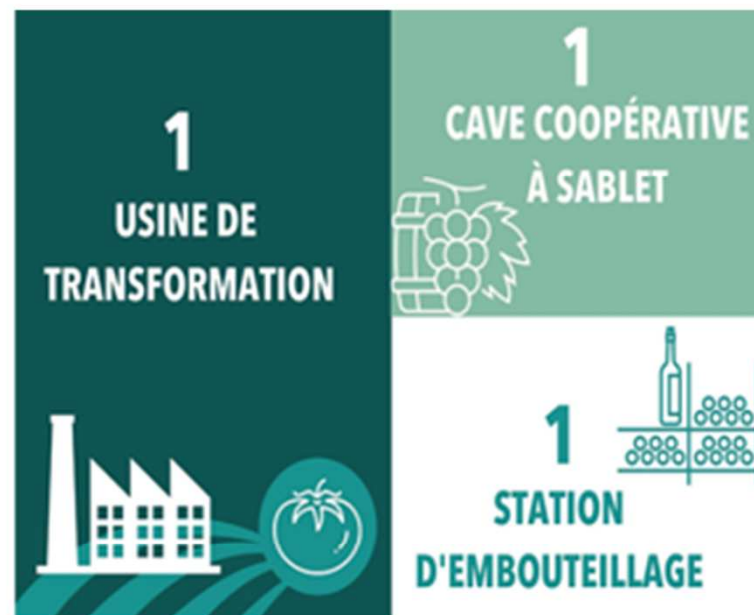 1
USINE DE
TRANSFORMATION
1
CAVE COOPÉRATIVE
À SABLET
1
STATION
D'EMBOUTEILLAGE